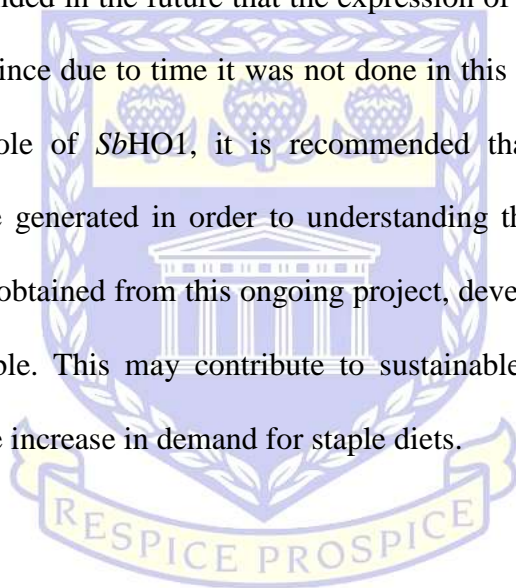 nded in the future that the expression of
ince due to time it was not done in this
ole of SbHO1, it is recommended tha
e generated in order to understanding th
obtained from this ongoing project, deve
ble. This may contribute to sustainable
e increase in demand for staple diets.
RESPICE PROSPICE